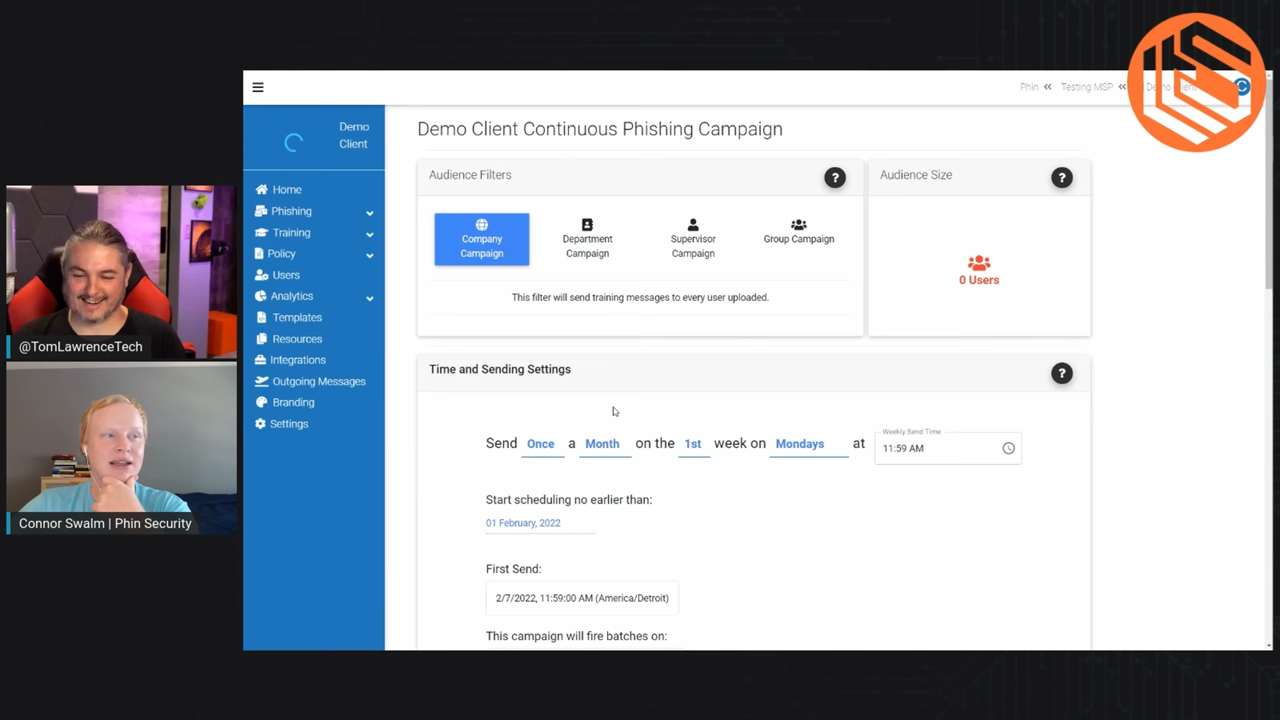 Phin
Testing MSP
Demo Client
Demo
Client
Home
Phishing
Training
Policy
Users
Analytics
Templates
Resources
Integrations
Outgoing Messages
Branding
Settings
Demo Client Continuous Phishing Campaign
Audience Filters
?
Company
Campaign
Department
Campaign
Supervisor
Campaign
Group Campaign
This filter will send training messages to every user uploaded.
Audience Size
?
0 Users
Time and Sending Settings
?
Send Once a Month on the 1st week on Mondays at
Weekly Send Time
11:59 AM
Start scheduling no earlier than:
01 February, 2022
First Send:
2/7/2022, 11:59:00 AM (America/Detroit)
This campaign will fire batches on:
@TomLawrenceTech
Connor Swalm | Phin Security